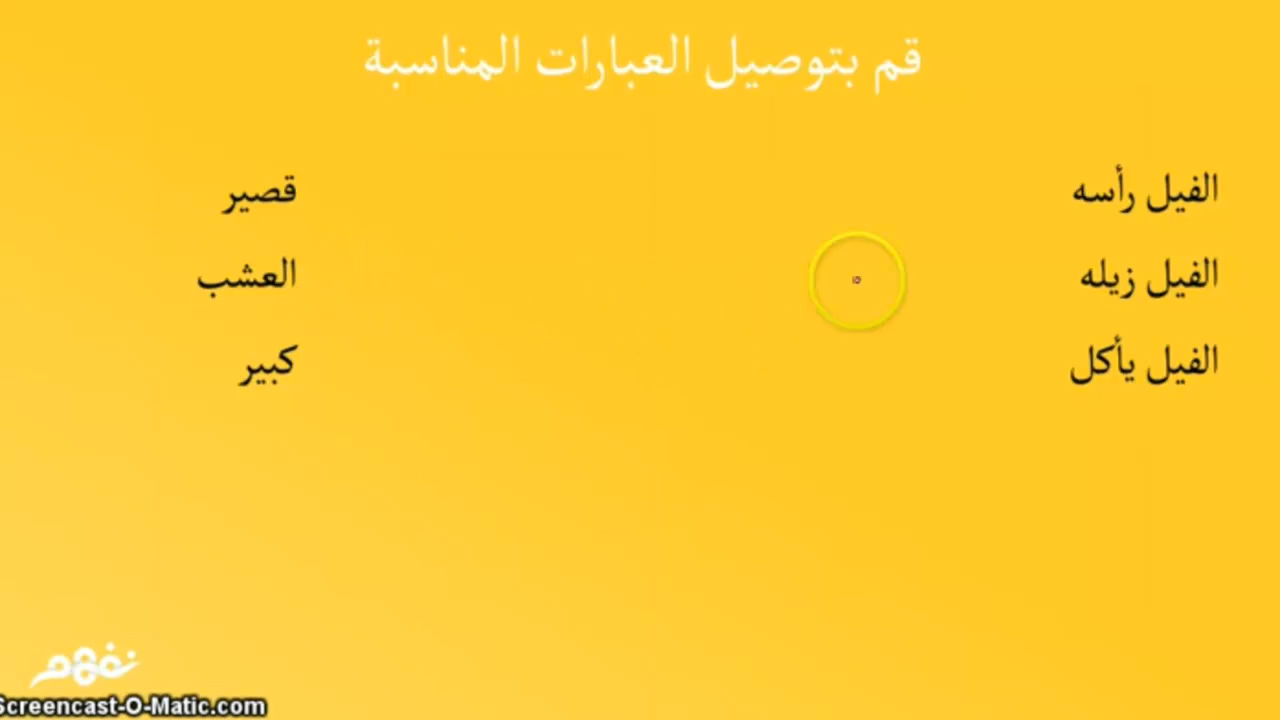 قم بتوصيل العبارات المناسبة
الفيل رأسه
قصير
الفيل زيله
العشب
الفيل يأكل
كبير
نفهم
Screencast-O-Matic.com